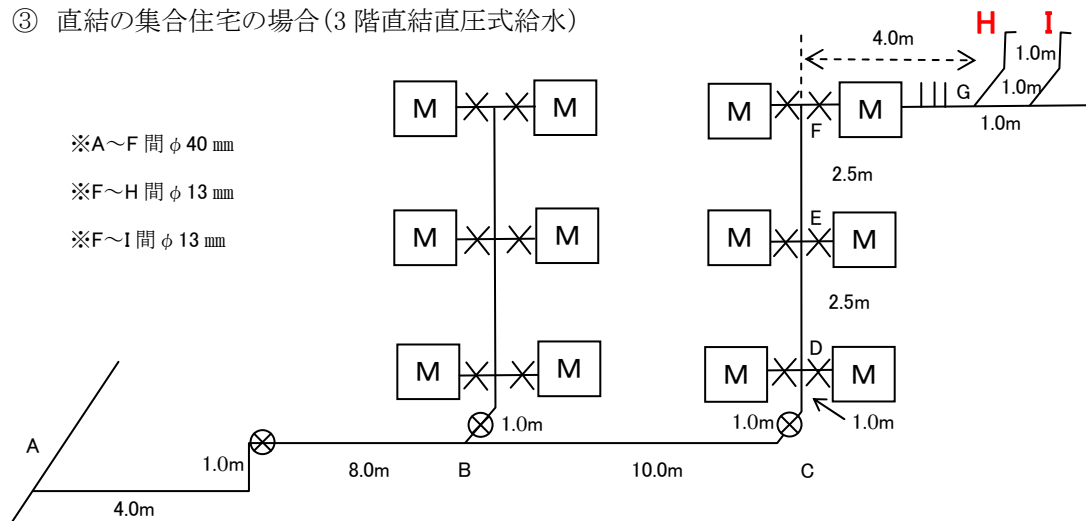 ③ 直結の集合住宅の場合(3 階直結直圧式給水)
H I
4.0m
1.0m
M M M M
G
1.0m
F
1.0m
※A～F 間 φ 40 ㎜
2.5m
※F～H 間 φ 13 ㎜
E
M M M M
※F～I 間 φ 13 ㎜
2.5m
D
M M M M
1.0m 1.0m 1.0m
A
1.0m 8.0m B 10.0m C
4.0m